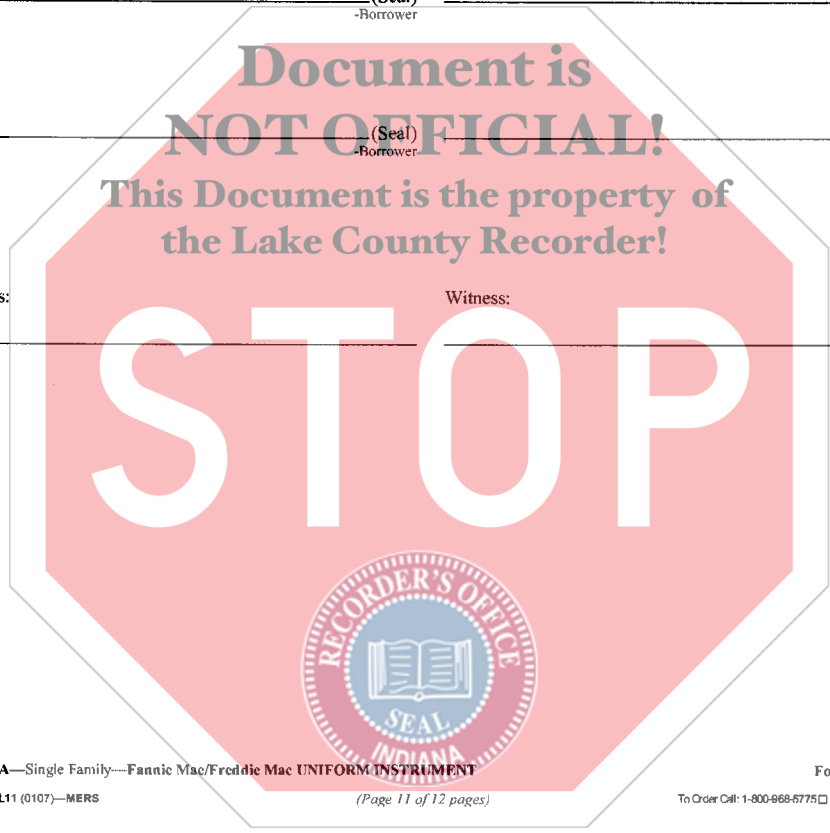 (Seal)
-Borrower
Document is
NOT OFFICIAL!
(Seal)
-Borrower
This Document is the property of
the Lake County Recorder!
s:
Witness:
STOP
RECORDER'S OFFICE
SEAL
INDIANA
A—Single Family—Fannie Mae/Freddie Mac UNIFORM INSTRUMENT
Fo
L11 (0107)—MERS
(Page 11 of 12 pages)
To Order Call: 1-800-968-5775